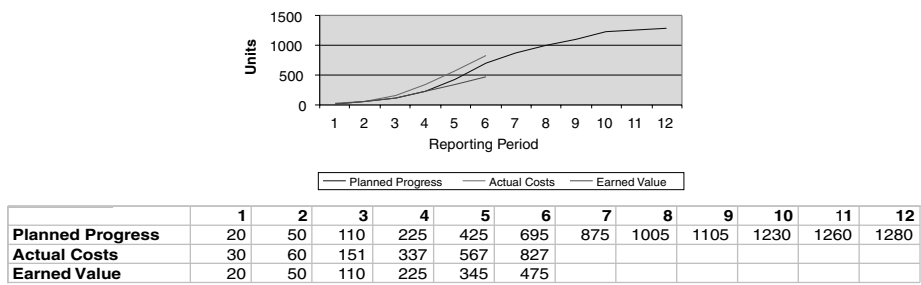 1500
1000
500
0
Units
1 2 3 4 5 6 7 8 9 10 11 12
Reporting Period
Planned Progress Actual Costs Earned Value
1 2 3 4 5 6 7 8 9 10 11 12
Planned Progress 20 50 110 225 425 695 875 1005 1105 1230 1260 1280
Actual Costs 30 60 151 337 567 827
Earned Value 20 50 110 225 345 475